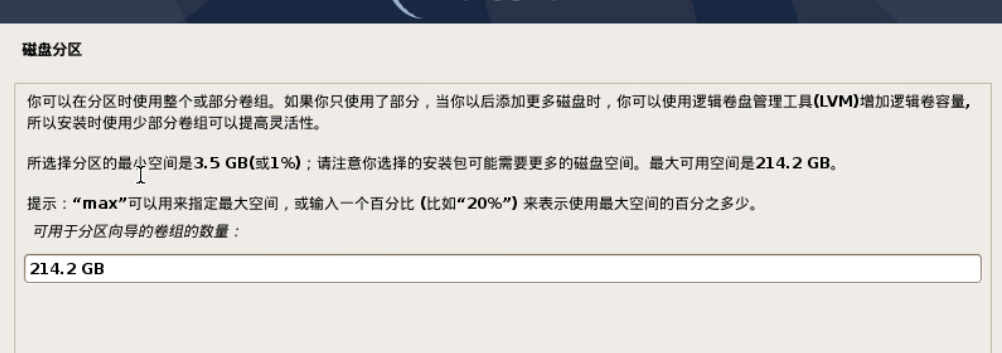 磁盘分区
你可以在分区时使用整个或部分卷组。如果你只使用了部分，当你以后添加更多磁盘时，你可以使用逻辑卷盘管理工具(LVM)增加逻辑卷容量,
所以安装时使用少部分卷组可以提高灵活性。
所选择分区的最小空间是3.5 GB(或1%)；请注意你选择的安装包可能需要更多的磁盘空间。最大可用空间是214.2 GB。
提示：“max”可以用来指定最大空间，或输入一个百分比 (比如“20%”) 来表示使用最大空间的百分之多少。
可用于分区向导的卷组的数量：
214.2 GB